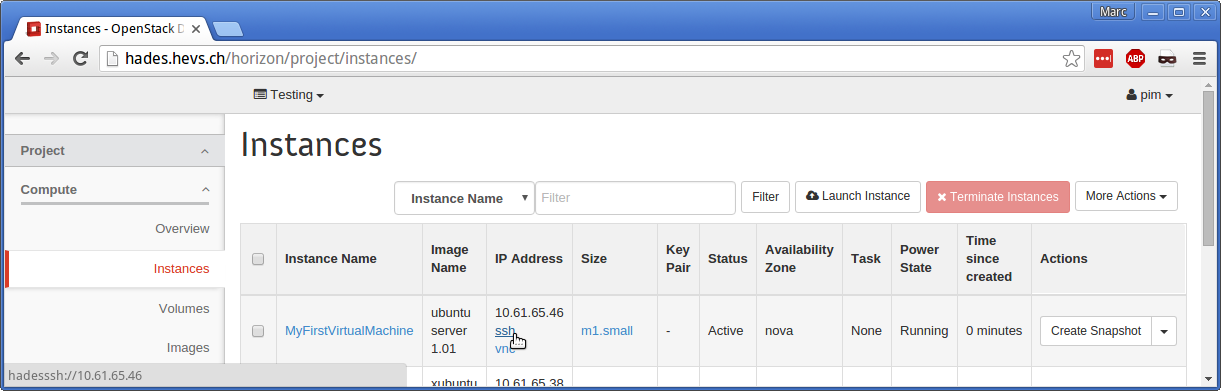 Marc
Instances - OpenStack D
hades.hevs.ch/horizon/project/instances/
ABP
Testing
pim
Project
Compute
Overview
Instances
Volumes
Images
Instances
Instance Name
Filter
Filter
Launch Instance
Terminate Instances
More Actions
Instance Name
Image Name
IP Address
Size
Key Pair
Status
Availability Zone
Task
Power State
Time since created
Actions
MyFirstVirtualMachine
ubuntu server 1.01
10.61.65.46
ssh
vnc
m1.small
-
Active
nova
None
Running
0 minutes
Create Snapshot
xubuntu
10.61.65.38
hadesssh://10.61.65.46